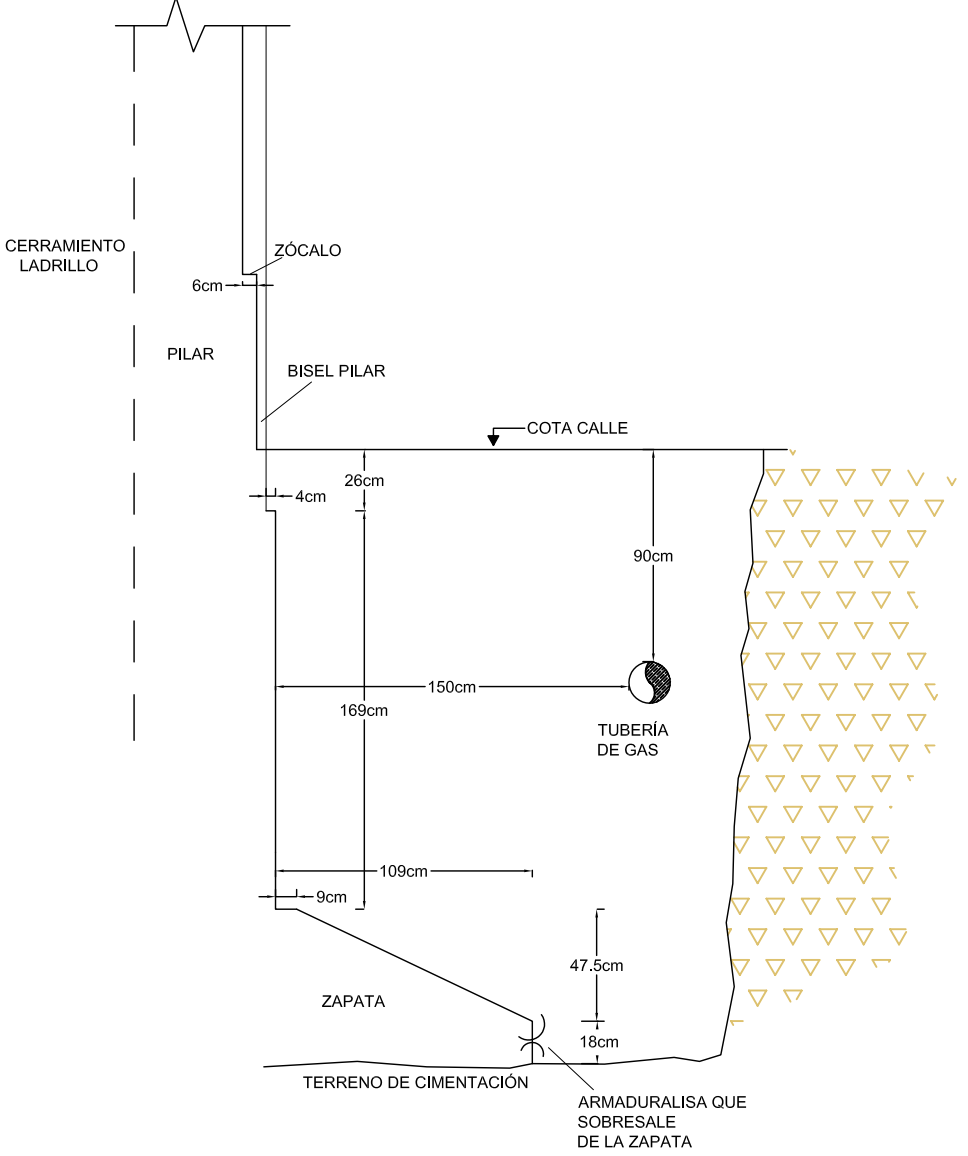 CERRAMIENTO
LADRILLO
ZÓCALO
6cm
PILAR
BISEL PILAR
COTA CALLE
26cm
4cm
90cm
150cm
169cm
TUBERÍA
DE GAS
109cm
9cm
47.5cm
ZAPATA
18cm
TERRENO DE CIMENTACIÓN
ARMADURALISA QUE
SOBRESALE
DE LA ZAPATA